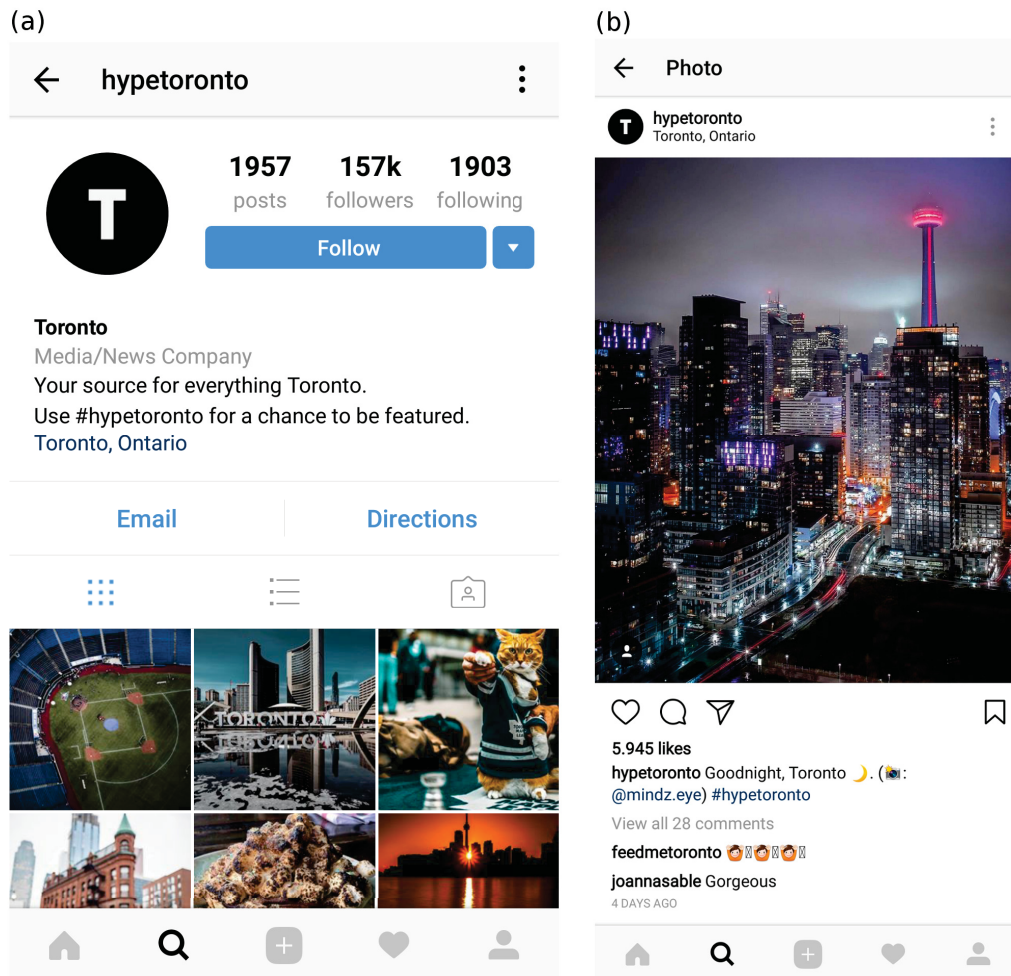 (a)
hypetoronto
T
1957 157k 1903
posts followers following
Follow
Toronto
Media/News Company
Your source for everything Toronto.
Use #hypetoronto for a chance to be featured.
Toronto, Ontario
Email Directions
TORONTO
(b)
Photo
T
hypetoronto
Toronto, Ontario
5.945 likes
hypetoronto Goodnight, Toronto 🌙. (📸:
@mindz.eye) #hypetoronto
View all 28 comments
feedmetoronto
joannasable Gorgeous
4 DAYS AGO